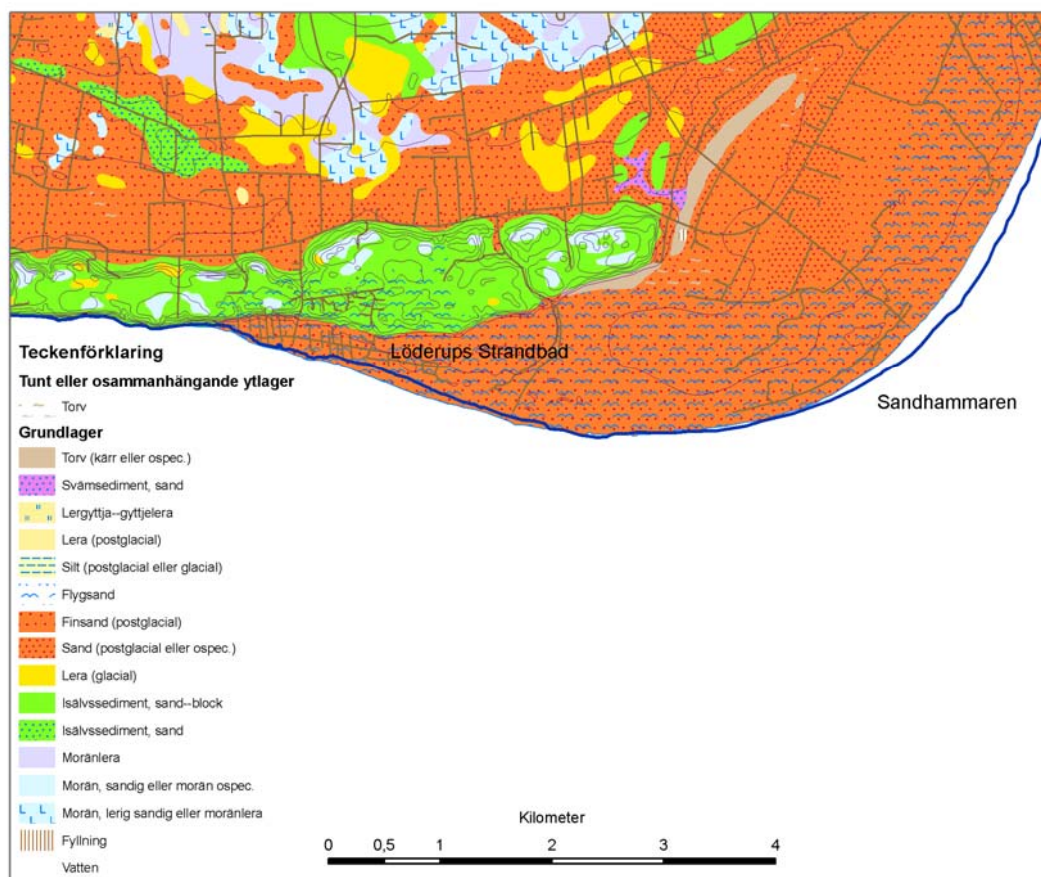 Löderups Strandbad
Sandhammaren
Teckenförklaring
Tunt eller osammanhängande ytlager
Torv
Grundlager
Torv (kärr eller ospec.)
Svämsediment, sand
Lergyttja--gyttjelera
Lera (postglacial)
Silt (postglacial eller glacial)
Flygsand
Finsand (postglacial)
Sand (postglacial eller ospec.)
Lera (glacial)
Isälvssediment, sand--block
Isälvssediment, sand
Moränlera
Morän, sandig eller morän ospec.
Morän, lerig sandig eller moränlera
Fyllning
Vatten
Kilometer
0 0,5 1 2 3 4